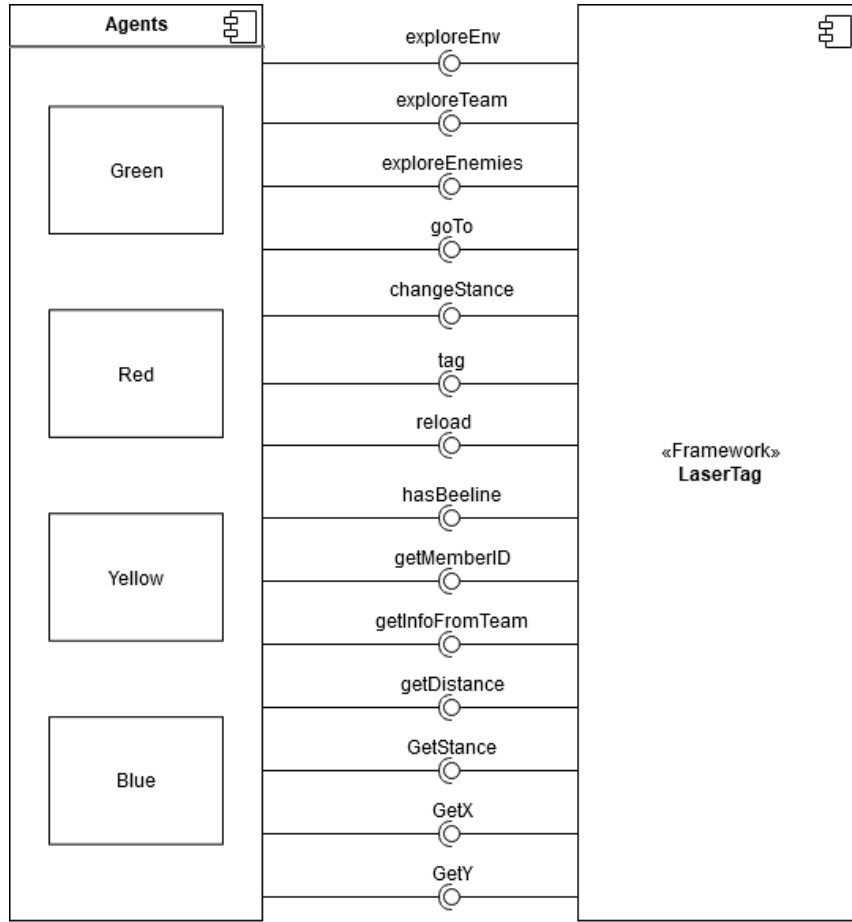 Agents
Green
Red
Yellow
Blue
exploreEnv
exploreTeam
exploreEnemies
goTo
changeStance
tag
reload
hasBeeline
getMemberID
getInfoFromTeam
getDistance
GetStance
GetX
GetY
«Framework»
LaserTag